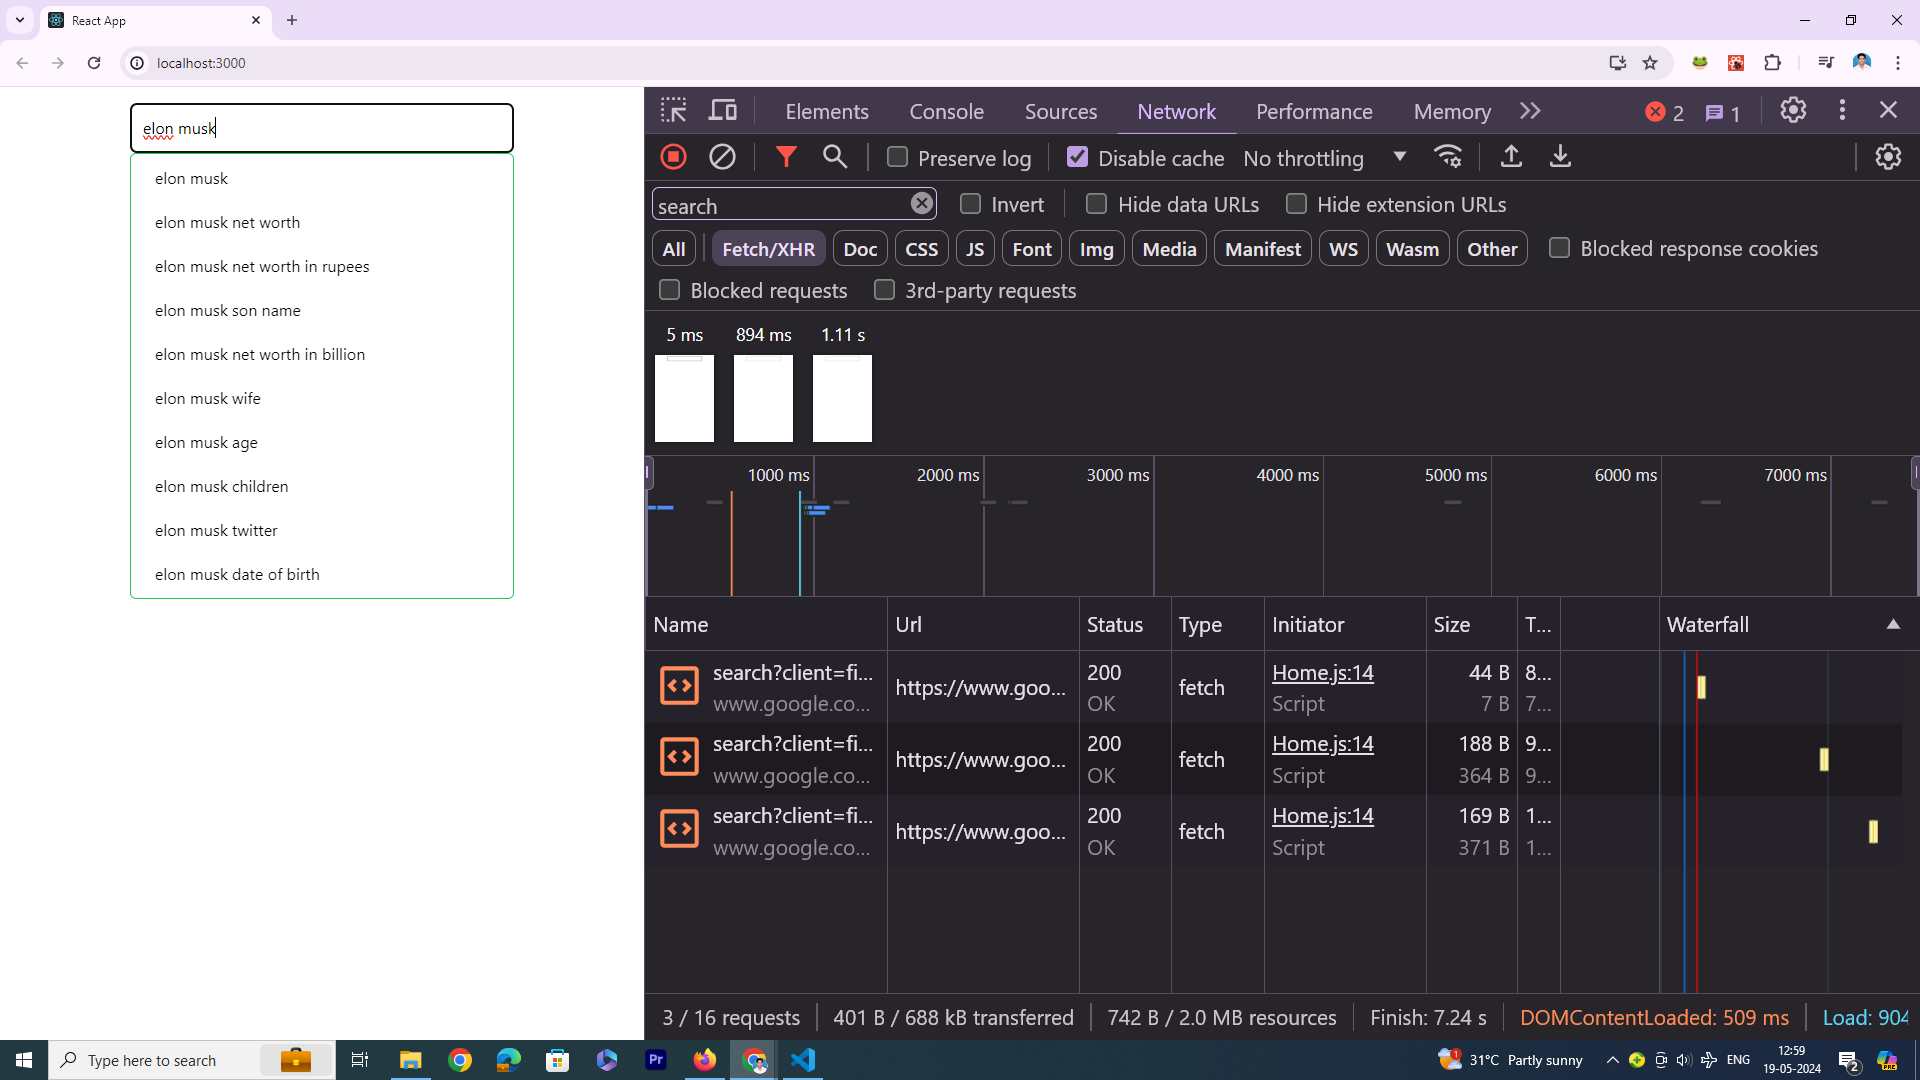 React App
localhost:3000
elon musk
elon musk
elon musk net worth
elon musk net worth in rupees
elon musk son name
elon musk net worth in billion
elon musk wife
elon musk age
elon musk children
elon musk twitter
elon musk date of birth
Elements Console Sources Network Performance Memory 2 1
Preserve log Disable cache No throttling
search Invert Hide data URLs Hide extension URLs
All Fetch/XHR Doc CSS JS Font Img Media Manifest WS Wasm Other Blocked response cookies
Blocked requests 3rd-party requests
5 ms 894 ms 1.11 s
1000 ms 2000 ms 3000 ms 4000 ms 5000 ms 6000 ms 7000 ms
Name Url Status Type Initiator Size T... Waterfall
search?client=fi... https://www.goo... 200 fetch Home.js:14 44 B 8...
www.google.co... OK Script 7 B 7...
search?client=fi... https://www.goo... 200 fetch Home.js:14 188 B 9...
www.google.co... OK Script 364 B 9...
search?client=fi... https://www.goo... 200 fetch Home.js:14 169 B 1...
www.google.co... OK Script 371 B 1...
3 / 16 requests 401 B / 688 kB transferred 742 B / 2.0 MB resources Finish: 7.24 s DOMContentLoaded: 509 ms Load: 904
Type here to search Pr 1 31°C Partly sunny ENG 12:59 2 PRE
19-05-2024